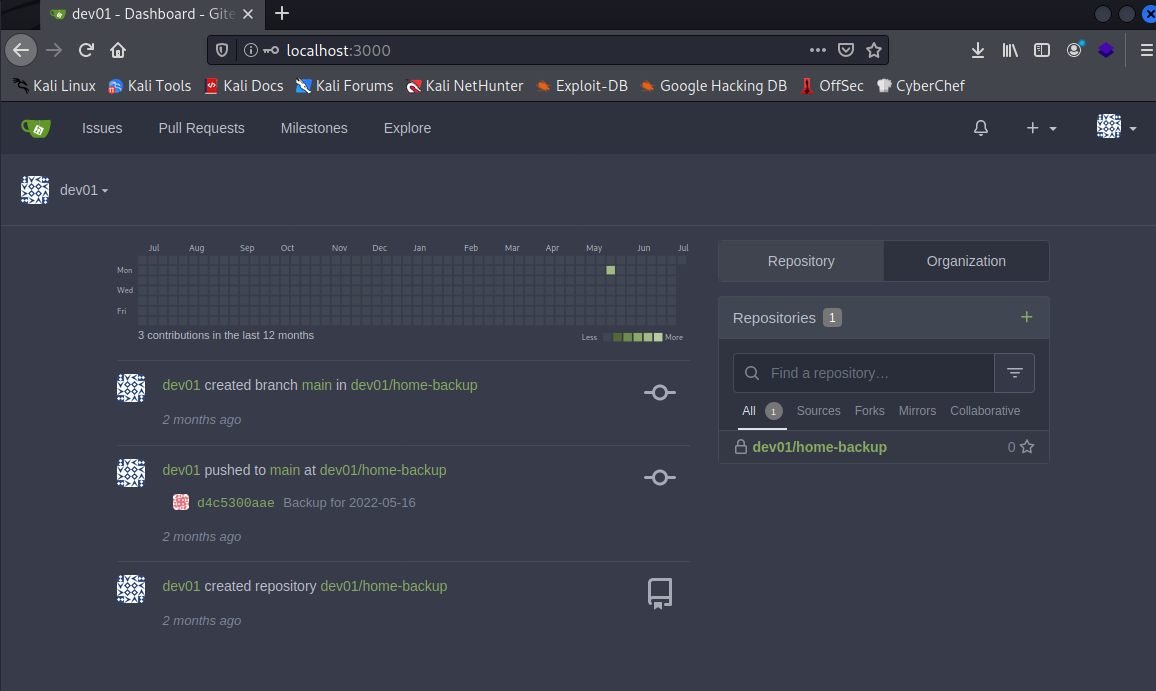 dev01 - Dashboard - Gite
localhost:3000
Kali Linux Kali Tools Kali Docs Kali Forums Kali NetHunter Exploit-DB Google Hacking DB OffSec CyberChef
Issues Pull Requests Milestones Explore
dev01
Jul Aug Sep Oct Nov Dec Jan Feb Mar Apr May Jun Jul
Mon
Wed
Fri
3 contributions in the last 12 months
Less More
dev01 created branch main in dev01/home-backup
2 months ago
dev01 pushed to main at dev01/home-backup
d4c5300aae Backup for 2022-05-16
2 months ago
dev01 created repository dev01/home-backup
2 months ago
Repository Organization
Repositories 1
Find a repository…
All 1 Sources Forks Mirrors Collaborative
dev01/home-backup 0